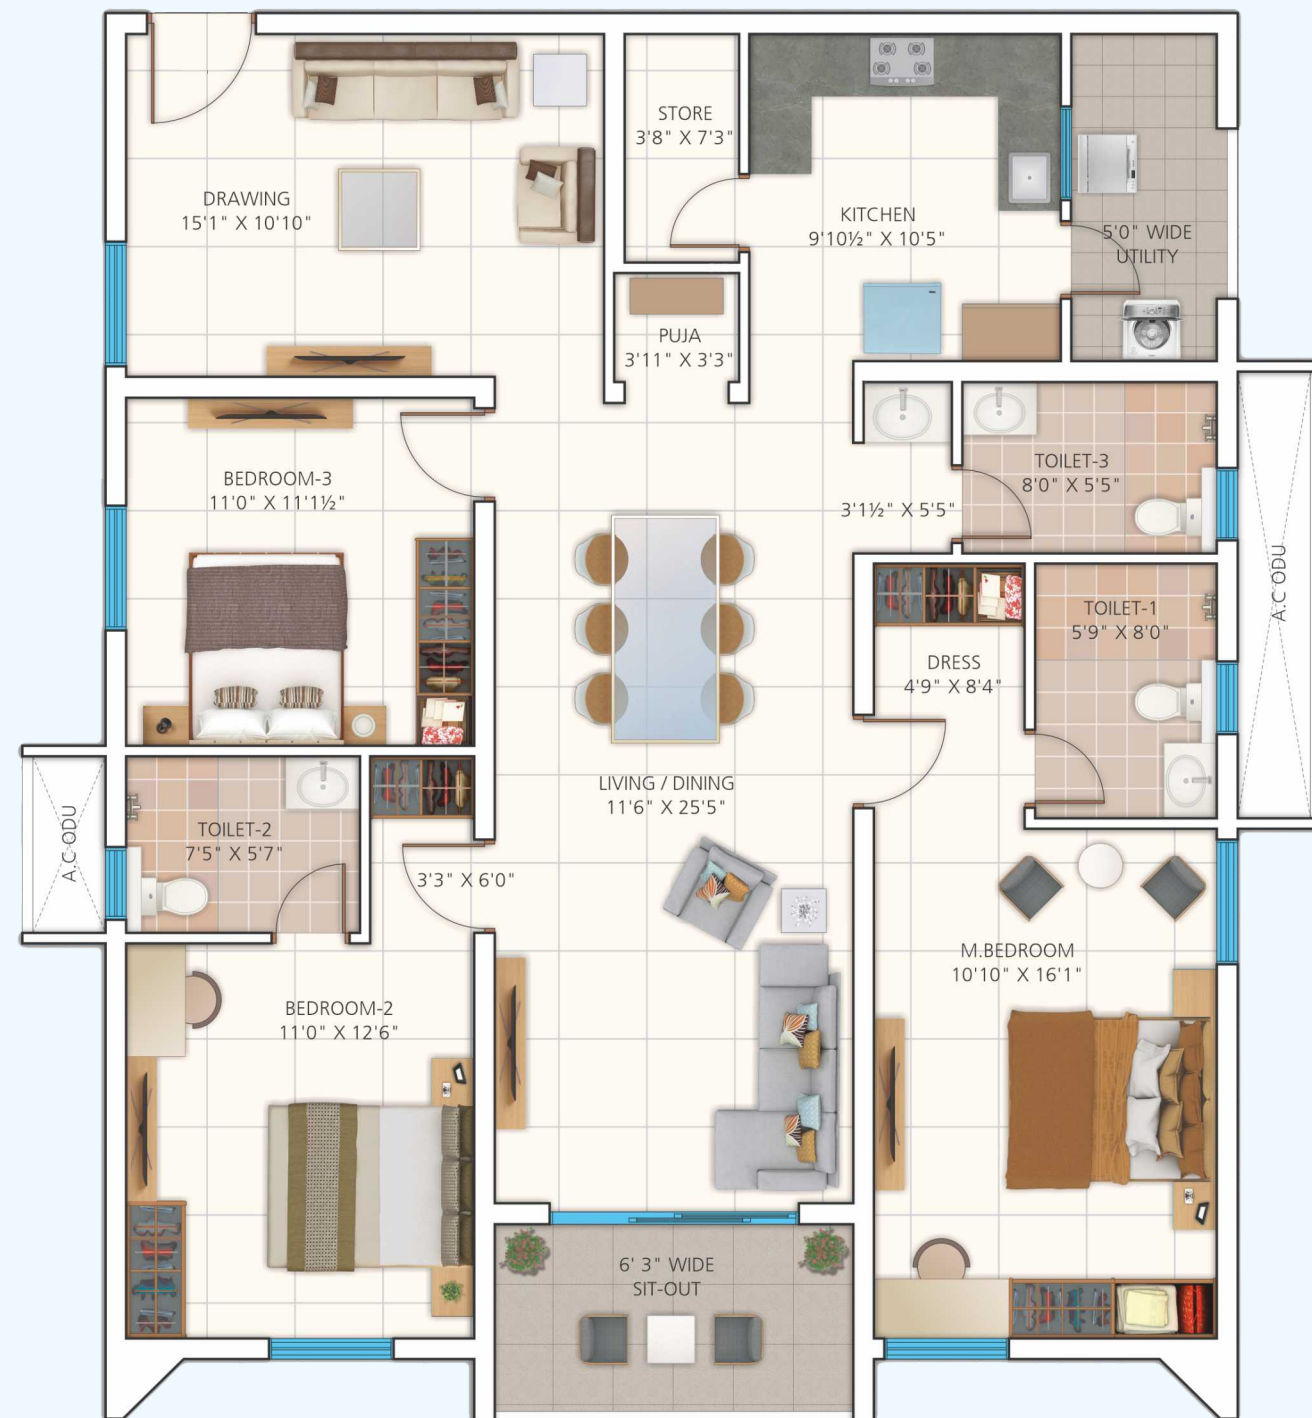 STORE
3'8" X 7'3"
DRAWING
15'1" X 10'10"
KITCHEN
9'10½" X 10'5"
5'0" WIDE
UTILITY
PUJA
3'11" X 3'3"
BEDROOM-3
11'0" X 11'1½"
TOILET-3
8'0" X 5'5"
3'1½" X 5'5"
A.C ODU
TOILET-1
5'9" X 8'0"
DRESS
4'9" X 8'4"
LIVING / DINING
11'6" X 25'5"
A.C ODU
TOILET-2
7'5" X 5'7"
3'3" X 6'0"
M.BEDROOM
10'10" X 16'1"
BEDROOM-2
11'0" X 12'6"
6' 3" WIDE
SIT-OUT